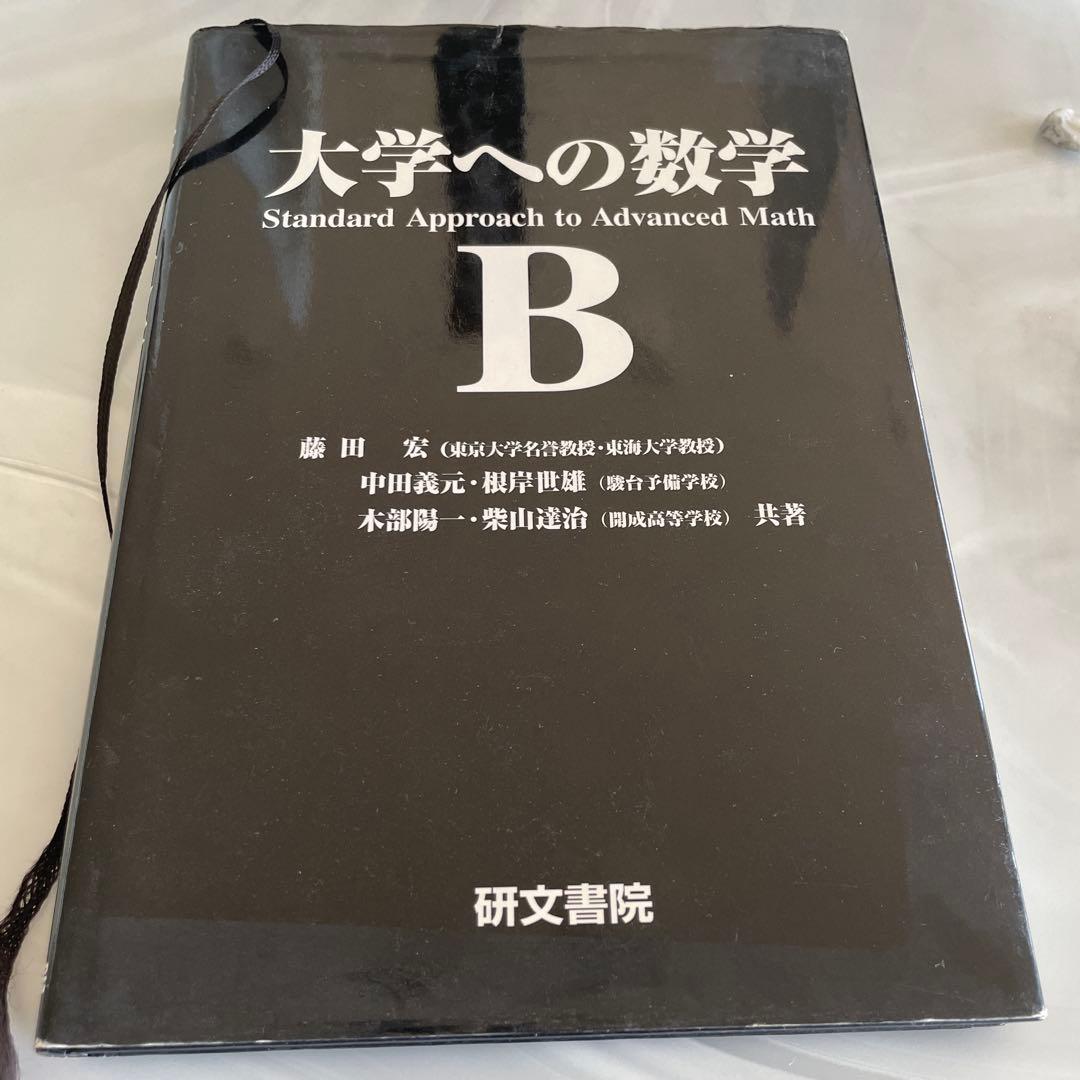 大学への数学
Standard Approach to Advanced Math
B
藤田 宏(東京大学名誉教授・東海大学教授)
中田義元・根岸世雄(駿台予備学校)
木部陽一・柴山達治(開成高等学校) 共著
研文書院